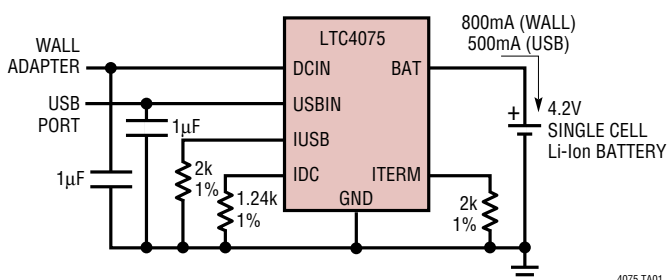 800mA (WALL)
500mA (USB)
WALL
ADAPTER
USB
PORT
LTC4075
DCIN
BAT
USBIN
IUSB
IDC
ITERM
GND
1µF
1µF
2k
1%
1.24k
1%
2k
1%
+
4.2V
SINGLE CELL
Li-Ion BATTERY
4075 TA01